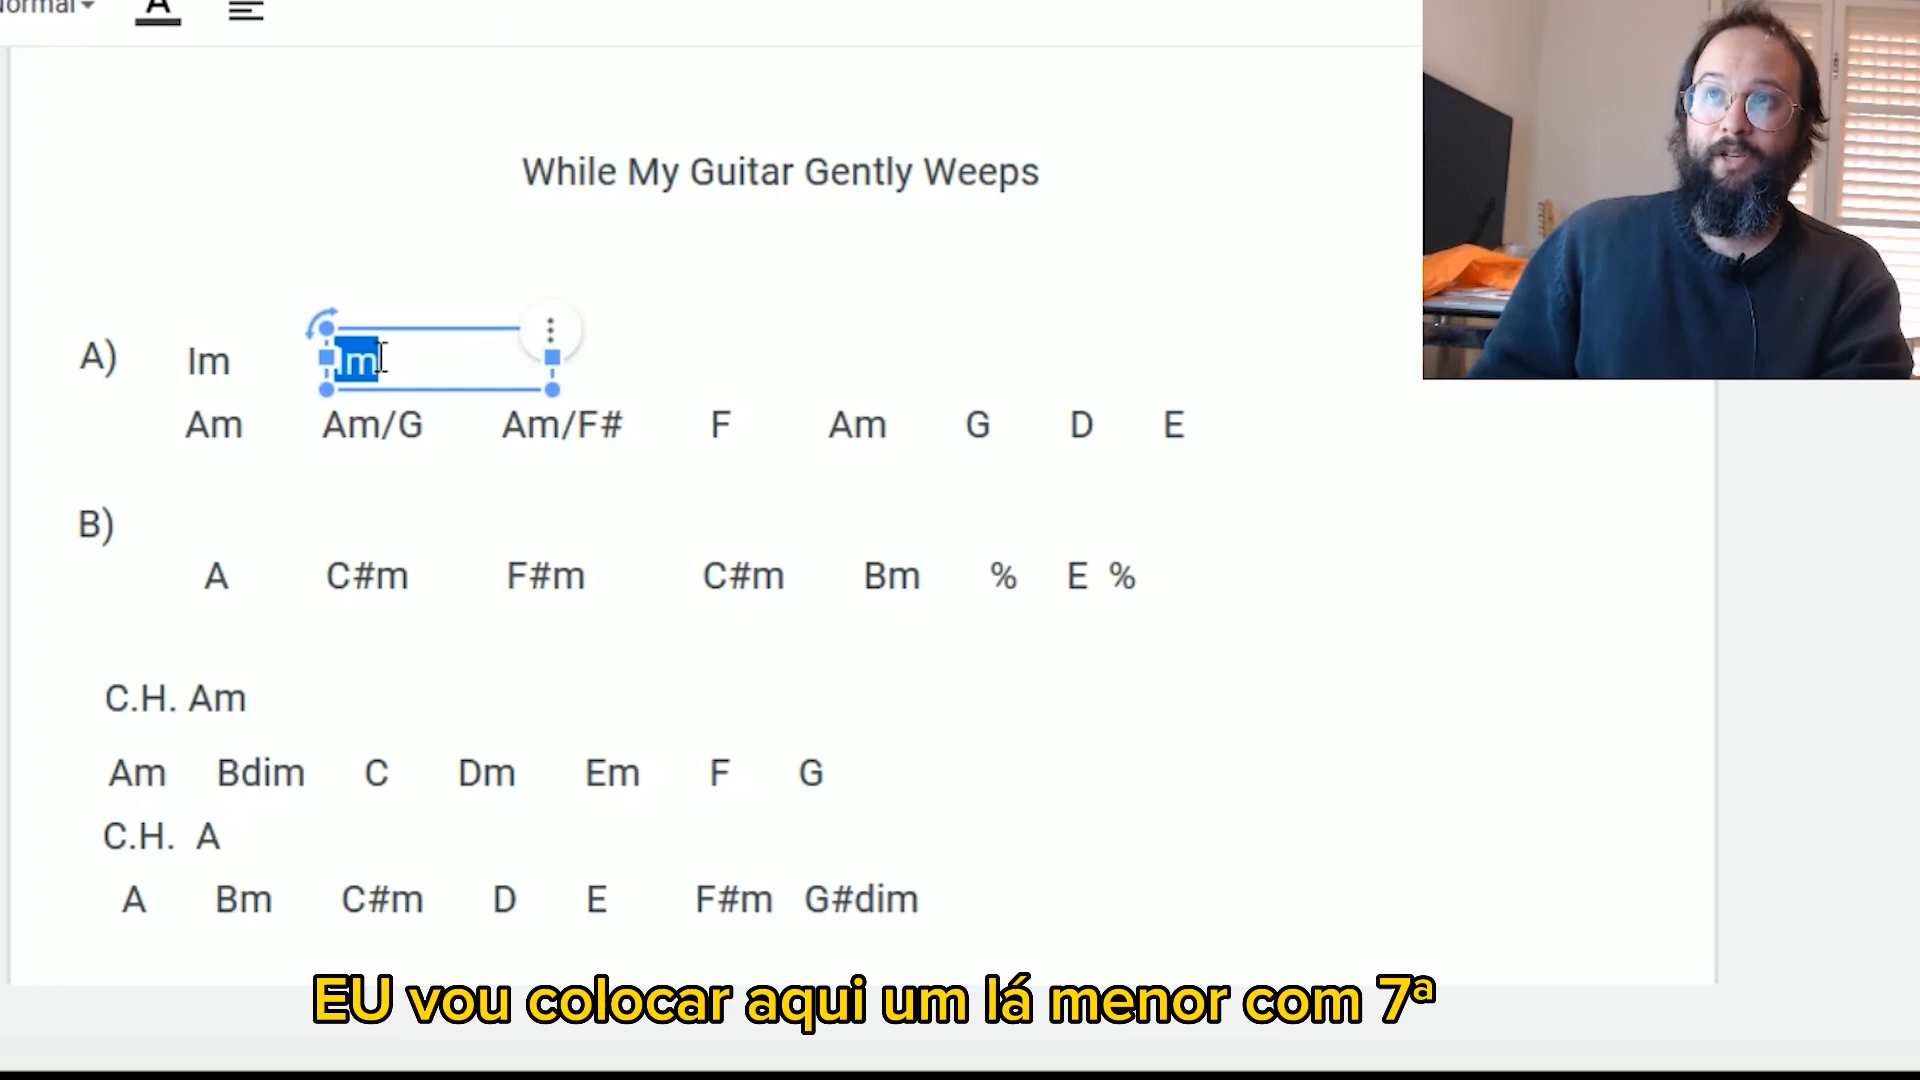 A
While My Guitar Gently Weeps
A) Im Im
Am Am/G Am/F# F Am G D E
B)
A C#m F#m C#m Bm % E %
C.H. Am
Am Bdim C Dm Em F G
C.H. A
A Bm C#m D E F#m G#dim
EU vou colocar aqui um lá menor com 7ª